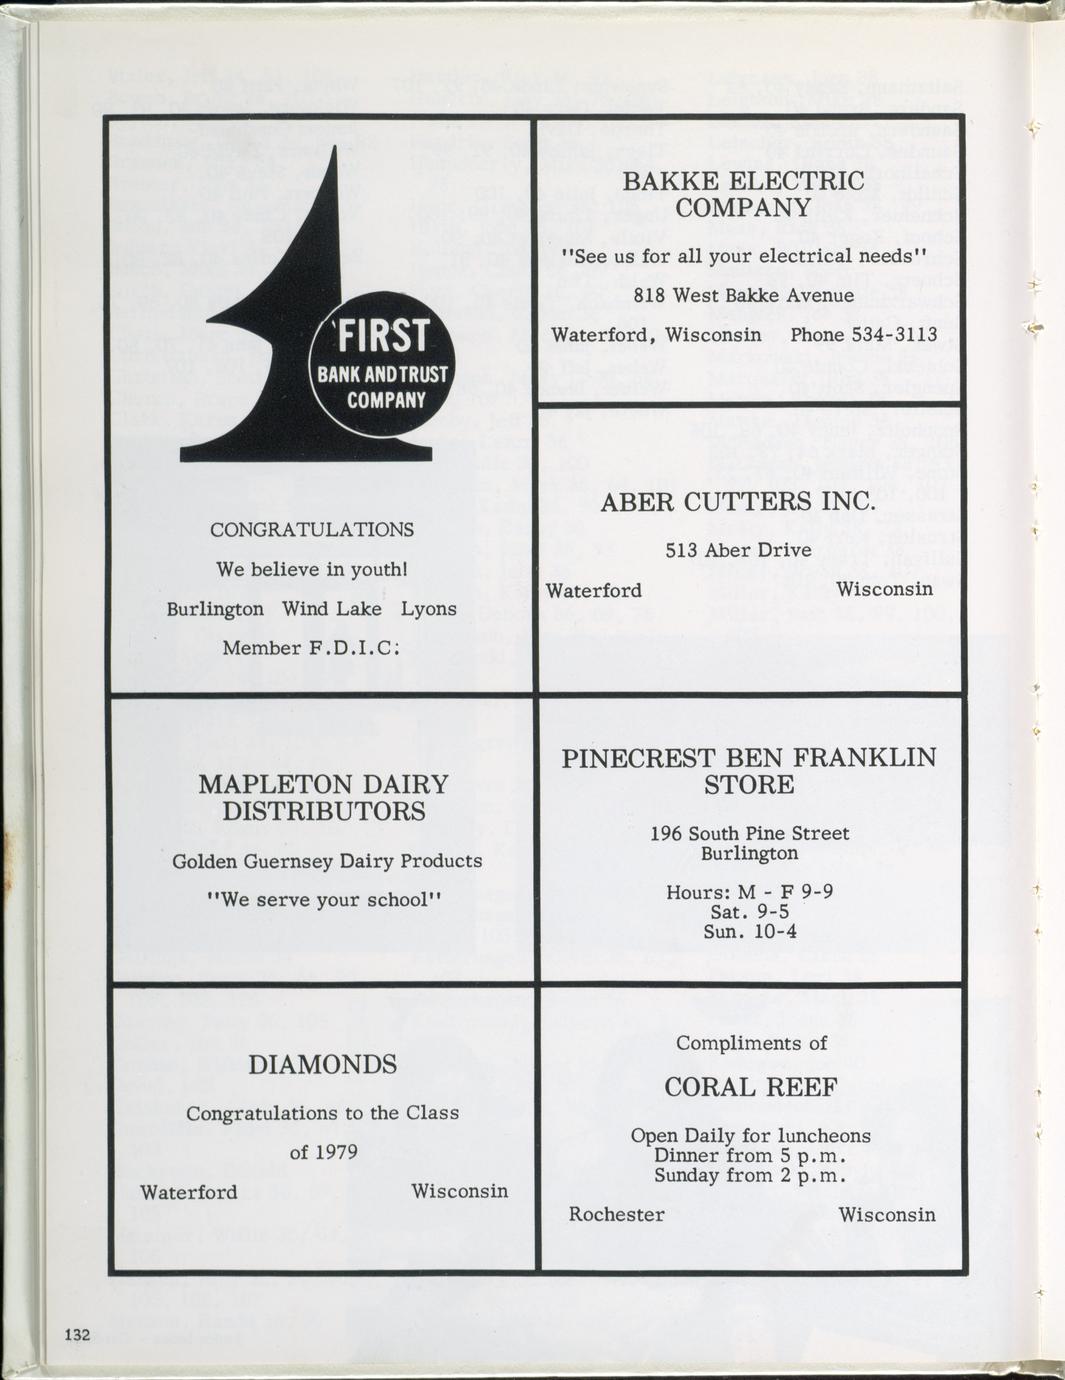 FIRST
BANK AND TRUST
COMPANY
CONGRATULATIONS
We believe in youth!
Burlington Wind Lake Lyons
Member F.D.I.C.
BAKKE ELECTRIC
COMPANY
"See us for all your electrical needs"
818 West Bakke Avenue
Waterford, Wisconsin Phone 534-3113
ABER CUTTERS INC.
513 Aber Drive
Waterford Wisconsin
MAPLETON DAIRY
DISTRIBUTORS
Golden Guernsey Dairy Products
"We serve your school"
PINECREST BEN FRANKLIN
STORE
196 South Pine Street
Burlington
Hours: M - F 9-9
Sat. 9-5
Sun. 10-4
DIAMONDS
Congratulations to the Class
of 1979
Waterford Wisconsin
Compliments of
CORAL REEF
Open Daily for luncheons
Dinner from 5 p.m.
Sunday from 2 p.m.
Rochester Wisconsin
132